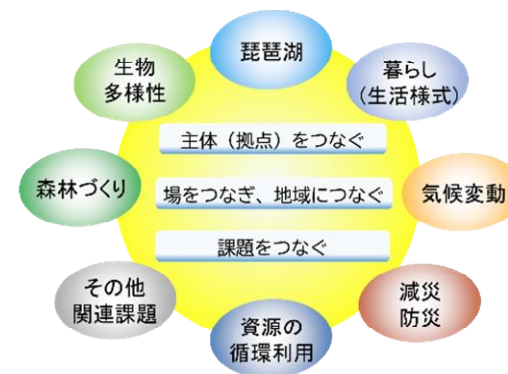 琵琶湖
生物
多様性
暮らし
(生活様式)
主体（拠点）をつなぐ
森林づくり
場をつなぎ、地域につなぐ
気候変動
課題をつなぐ
その他
関連課題
減災
防災
資源の
循環利用